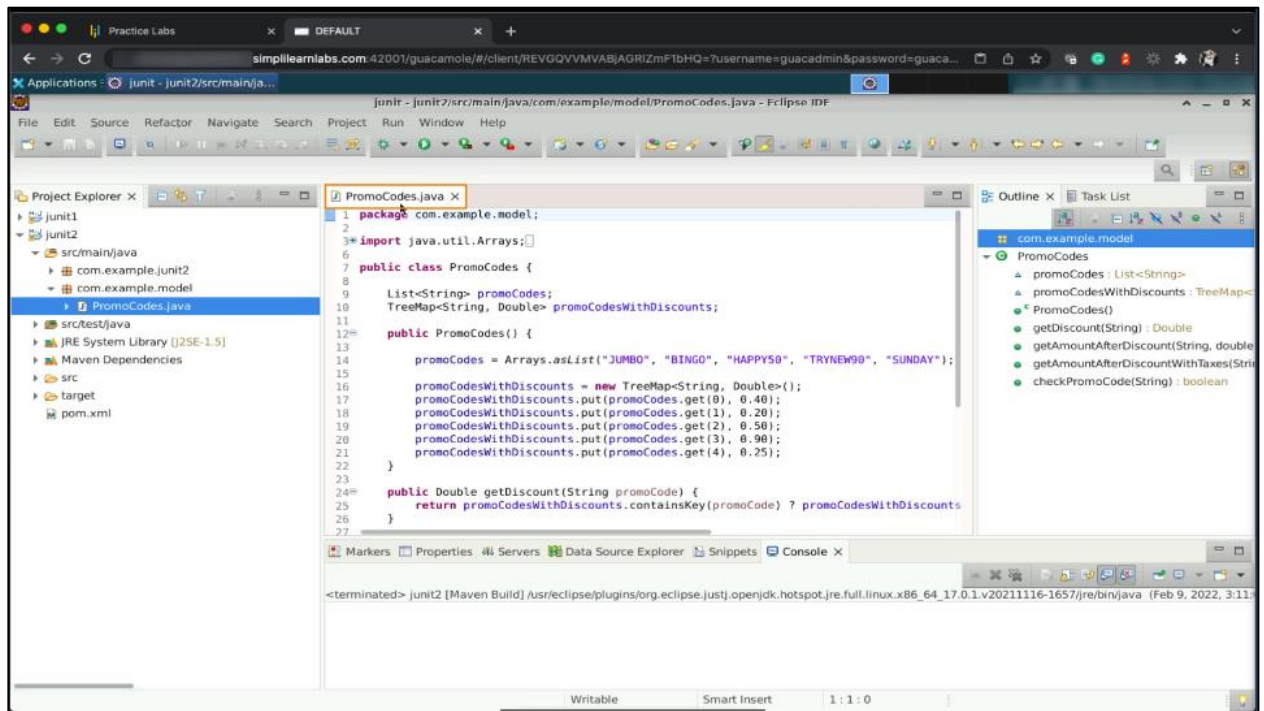 Practice Labs
DEFAULT
simplilearnlabs.com:42001/guacamole/#/client/
Applications
junit - junit2/src/main/ja...
junit - junit2/src/main/java/com/example/model/PromoCodes.java - Eclipse IDE
File Edit Source Refactor Navigate Search Project Run Window Help
Project Explorer
junit1
junit2
src/main/java
com.example.junit2
com.example.model
PromoCodes.java
src/test/java
JRE System Library [J2SE-1.5]
Maven Dependencies
src
target
pom.xml
PromoCodes.java
1 package com.example.model;
2
3 import java.util.Arrays;
6
7 public class PromoCodes {
8
9 List<String> promoCodes;
10 TreeMap<String, Double> promoCodesWithDiscounts;
11
12 public PromoCodes() {
13
14 promoCodes = Arrays.asList("JUMBO", "BINGO", "HAPPY50", "TRYNEW90", "SUNDAY");
15
16 promoCodesWithDiscounts = new TreeMap<String, Double>();
17 promoCodesWithDiscounts.put(promoCodes.get(0), 0.40);
18 promoCodesWithDiscounts.put(promoCodes.get(1), 0.20);
19 promoCodesWithDiscounts.put(promoCodes.get(2), 0.50);
20 promoCodesWithDiscounts.put(promoCodes.get(3), 0.90);
21 promoCodesWithDiscounts.put(promoCodes.get(4), 0.25);
22 }
23
24 public Double getDiscount(String promoCode) {
25 return promoCodesWithDiscounts.containsKey(promoCode) ? promoCodesWithDiscounts
26 }
27
Outline Task List
com.example.model
PromoCodes
promoCodes : List<String>
promoCodesWithDiscounts : TreeMap<
PromoCodes()
getDiscount(String) : Double
getAmountAfterDiscount(String, double
getAmountAfterDiscountWithTaxes(Stri
checkPromoCode(String) : boolean
Markers Properties Servers Data Source Explorer Snippets Console
<terminated> junit2 [Maven Build] /usr/eclipse/plugins/org.eclipse.justj.openjdk.hotspot.jre.full.linux.x86_64_17.0.1.v20211116-1657/jre/bin/java (Feb 9, 2022, 3:11:
Writable Smart Insert 1 : 1 : 0